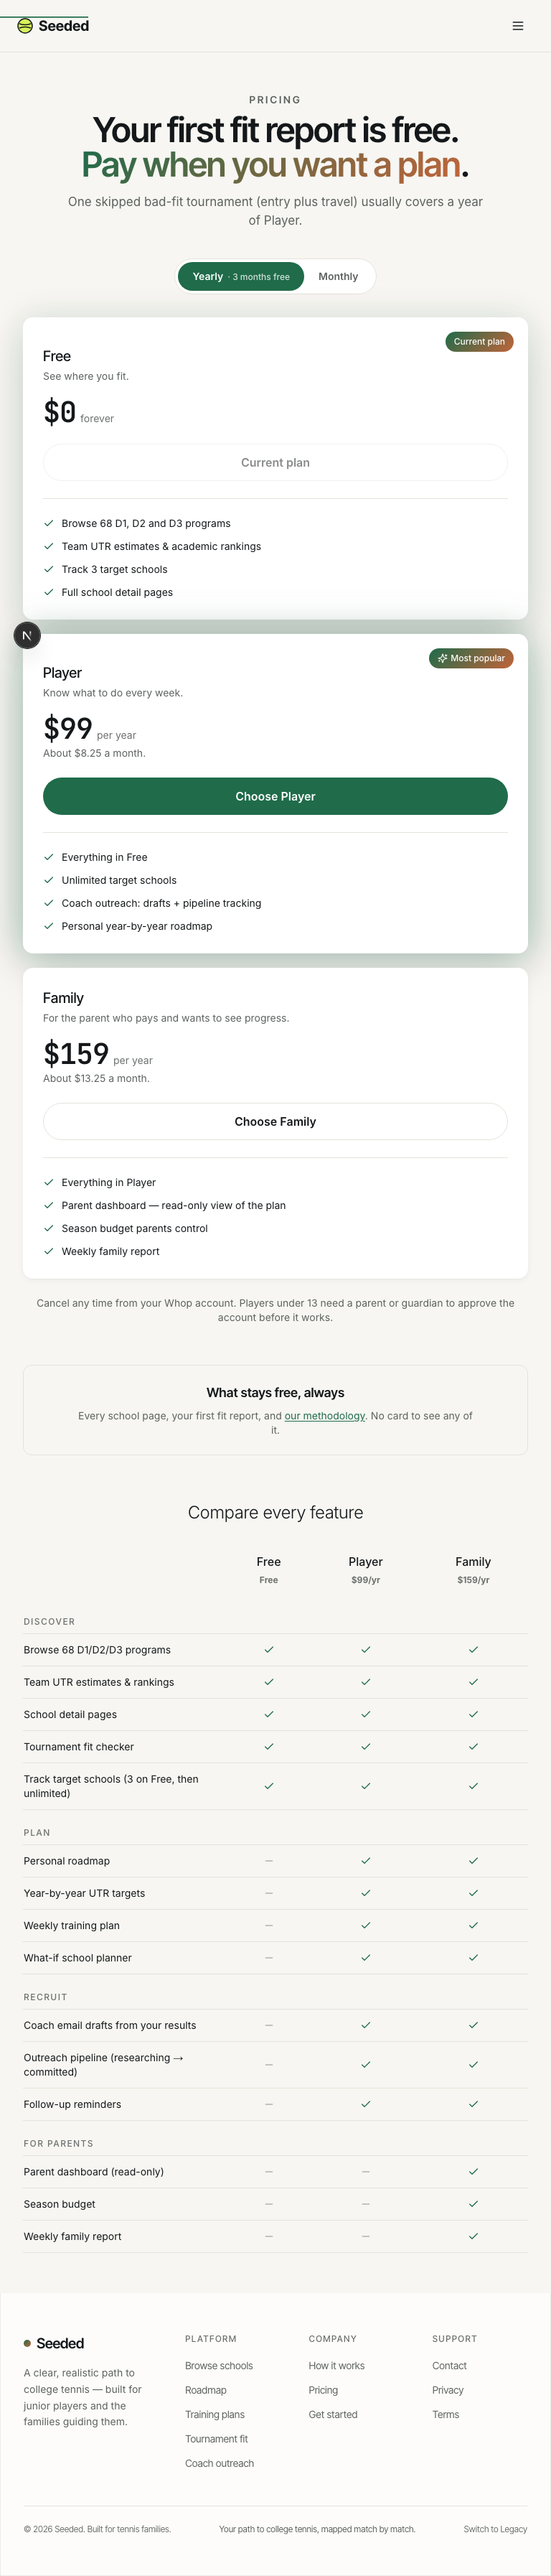 Seeded
PRICING
Your first fit report is free.
Pay when you want a plan.
One skipped bad-fit tournament (entry plus travel) usually covers a year
of Player.
Yearly · 3 months free Monthly
Current plan
Free
See where you fit.
$0 forever
Current plan
Browse 68 D1, D2 and D3 programs
Team UTR estimates & academic rankings
Track 3 target schools
Full school detail pages
N
Most popular
Player
Know what to do every week.
$99 per year
About $8.25 a month.
Choose Player
Everything in Free
Unlimited target schools
Coach outreach: drafts + pipeline tracking
Personal year-by-year roadmap
Family
For the parent who pays and wants to see progress.
$159 per year
About $13.25 a month.
Choose Family
Everything in Player
Parent dashboard — read-only view of the plan
Season budget parents control
Weekly family report
Cancel any time from your Whop account. Players under 13 need a parent or guardian to approve the
account before it works.
What stays free, always
Every school page, your first fit report, and our methodology. No card to see any of
it.
Compare every feature
Free Player Family
Free $99/yr $159/yr
DISCOVER
Browse 68 D1/D2/D3 programs
Team UTR estimates & rankings
School detail pages
Tournament fit checker
Track target schools (3 on Free, then
unlimited)
PLAN
Personal roadmap
Year-by-year UTR targets
Weekly training plan
What-if school planner
RECRUIT
Coach email drafts from your results
Outreach pipeline (researching →
committed)
Follow-up reminders
FOR PARENTS
Parent dashboard (read-only)
Season budget
Weekly family report
Seeded
A clear, realistic path to
college tennis — built for
junior players and the
families guiding them.
PLATFORM
Browse schools
Roadmap
Training plans
Tournament fit
Coach outreach
COMPANY
How it works
Pricing
Get started
SUPPORT
Contact
Privacy
Terms
© 2026 Seeded. Built for tennis families. Your path to college tennis, mapped match by match. Switch to Legacy